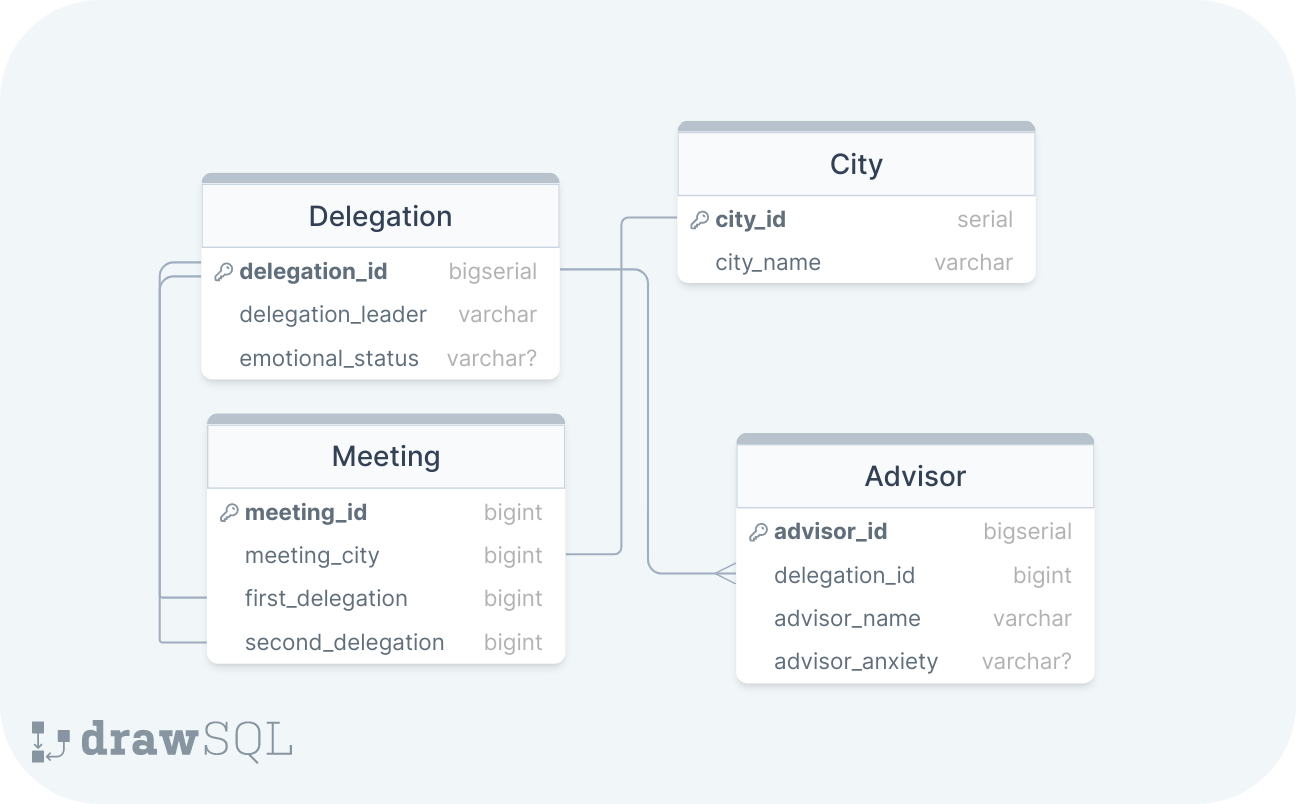 Delegation
delegation_id bigserial
delegation_leader varchar
emotional_status varchar?
City
city_id serial
city_name varchar
Meeting
meeting_id bigint
meeting_city bigint
first_delegation bigint
second_delegation bigint
Advisor
advisor_id bigserial
delegation_id bigint
advisor_name varchar
advisor_anxiety varchar?
drawSQL